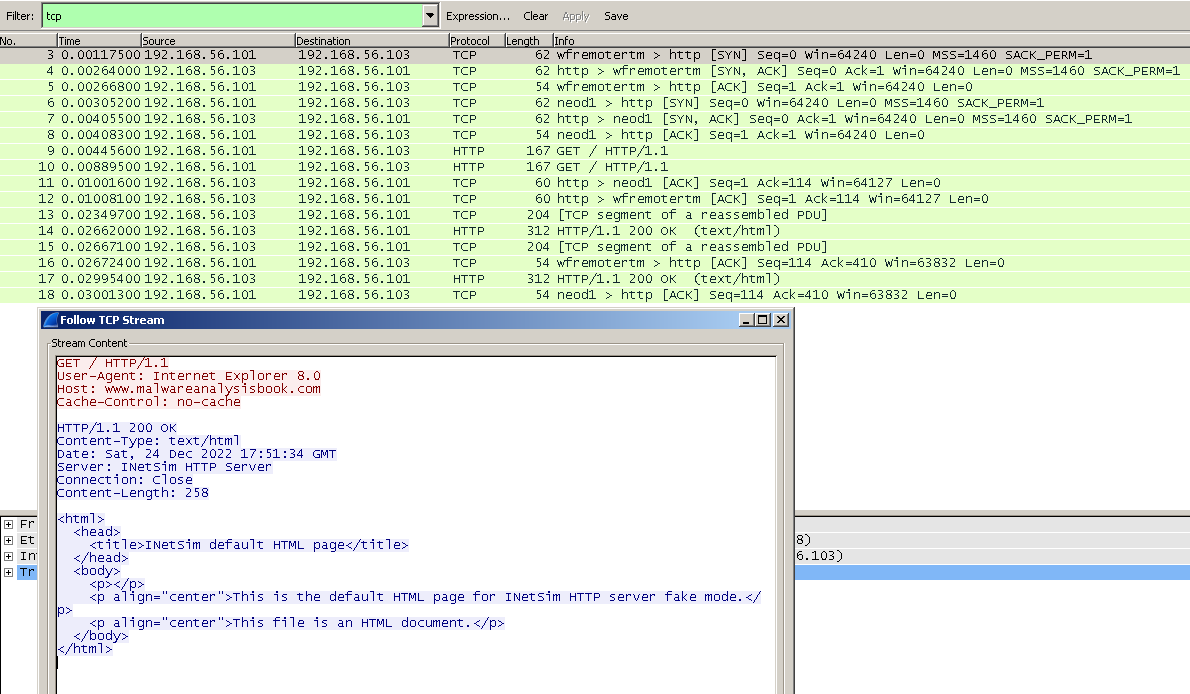 Filter: tcp Expression... Clear Apply Save
No. Time Source Destination Protocol Length Info
3 0.00117500 192.168.56.101 192.168.56.103 TCP 62 wfremotertm > http [SYN] Seq=0 Win=64240 Len=0 MSS=1460 SACK_PERM=1
4 0.00264000 192.168.56.103 192.168.56.101 TCP 62 http > wfremotertm [SYN, ACK] Seq=0 Ack=1 Win=64240 Len=0 MSS=1460 SACK_PERM=1
5 0.00266800 192.168.56.101 192.168.56.103 TCP 54 wfremotertm > http [ACK] Seq=1 Ack=1 Win=64240 Len=0
6 0.00305200 192.168.56.101 192.168.56.103 TCP 62 neod1 > http [SYN] Seq=0 Win=64240 Len=0 MSS=1460 SACK_PERM=1
7 0.00405500 192.168.56.103 192.168.56.101 TCP 62 http > neod1 [SYN, ACK] Seq=0 Ack=1 Win=64240 Len=0 MSS=1460 SACK_PERM=1
8 0.00408300 192.168.56.101 192.168.56.103 TCP 54 neod1 > http [ACK] Seq=1 Ack=1 Win=64240 Len=0
9 0.00445600 192.168.56.101 192.168.56.103 HTTP 167 GET / HTTP/1.1
10 0.00889500 192.168.56.101 192.168.56.103 HTTP 167 GET / HTTP/1.1
11 0.01001600 192.168.56.103 192.168.56.101 TCP 60 http > neod1 [ACK] Seq=1 Ack=114 Win=64127 Len=0
12 0.01008100 192.168.56.103 192.168.56.101 TCP 60 http > wfremotertm [ACK] Seq=1 Ack=114 Win=64127 Len=0
13 0.02349700 192.168.56.103 192.168.56.101 TCP 204 [TCP segment of a reassembled PDU]
14 0.02662000 192.168.56.103 192.168.56.101 HTTP 312 HTTP/1.1 200 OK (text/html)
15 0.02667100 192.168.56.103 192.168.56.101 TCP 204 [TCP segment of a reassembled PDU]
16 0.02672400 192.168.56.101 192.168.56.103 TCP 54 wfremotertm > http [ACK] Seq=114 Ack=410 Win=63832 Len=0
17 0.02995400 192.168.56.103 192.168.56.101 HTTP 312 HTTP/1.1 200 OK (text/html)
18 0.03001300 192.168.56.101 192.168.56.103 TCP 54 neod1 > http [ACK] Seq=114 Ack=410 Win=63832 Len=0
Follow TCP Stream
Stream Content
GET / HTTP/1.1
User-Agent: Internet Explorer 8.0
Host: www.malwareanalysisbook.com
Cache-Control: no-cache
HTTP/1.1 200 OK
Content-Type: text/html
Date: Sat, 24 Dec 2022 17:51:34 GMT
Server: INetSim HTTP Server
Connection: Close
Content-Length: 258
<html>
<head>
<title>INetSim default HTML page</title>
</head>
<body>
<p></p>
<p align="center">This is the default HTML page for INetSim HTTP server fake mode.</
p>
<p align="center">This file is an HTML document.</p>
</body>
</html>
Fr
Et 8)
In 6.103)
Tr